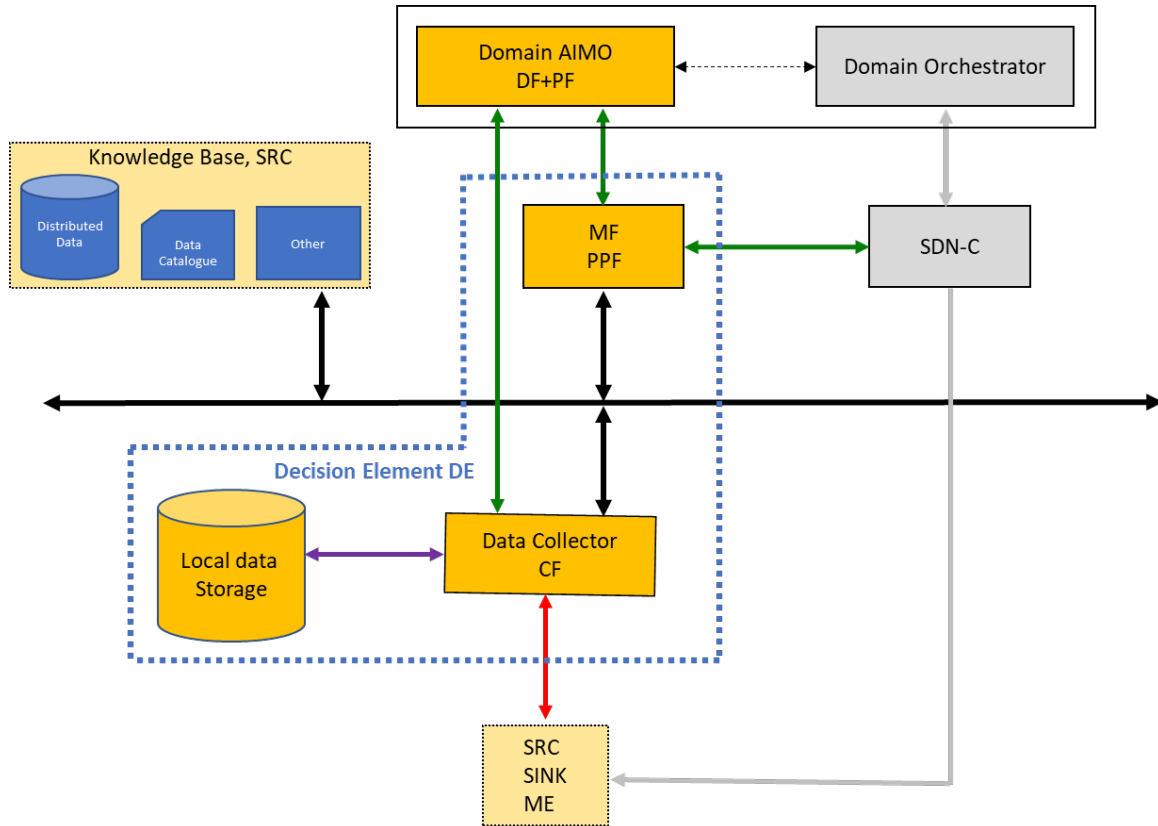 Domain AIMO
DF+PF
Domain Orchestrator
Knowledge Base, SRC
Distributed
Data
Data
Catalogue
Other
MF
PPF
SDN-C
Decision Element DE
Local data
Storage
Data Collector
CF
SRC
SINK
ME